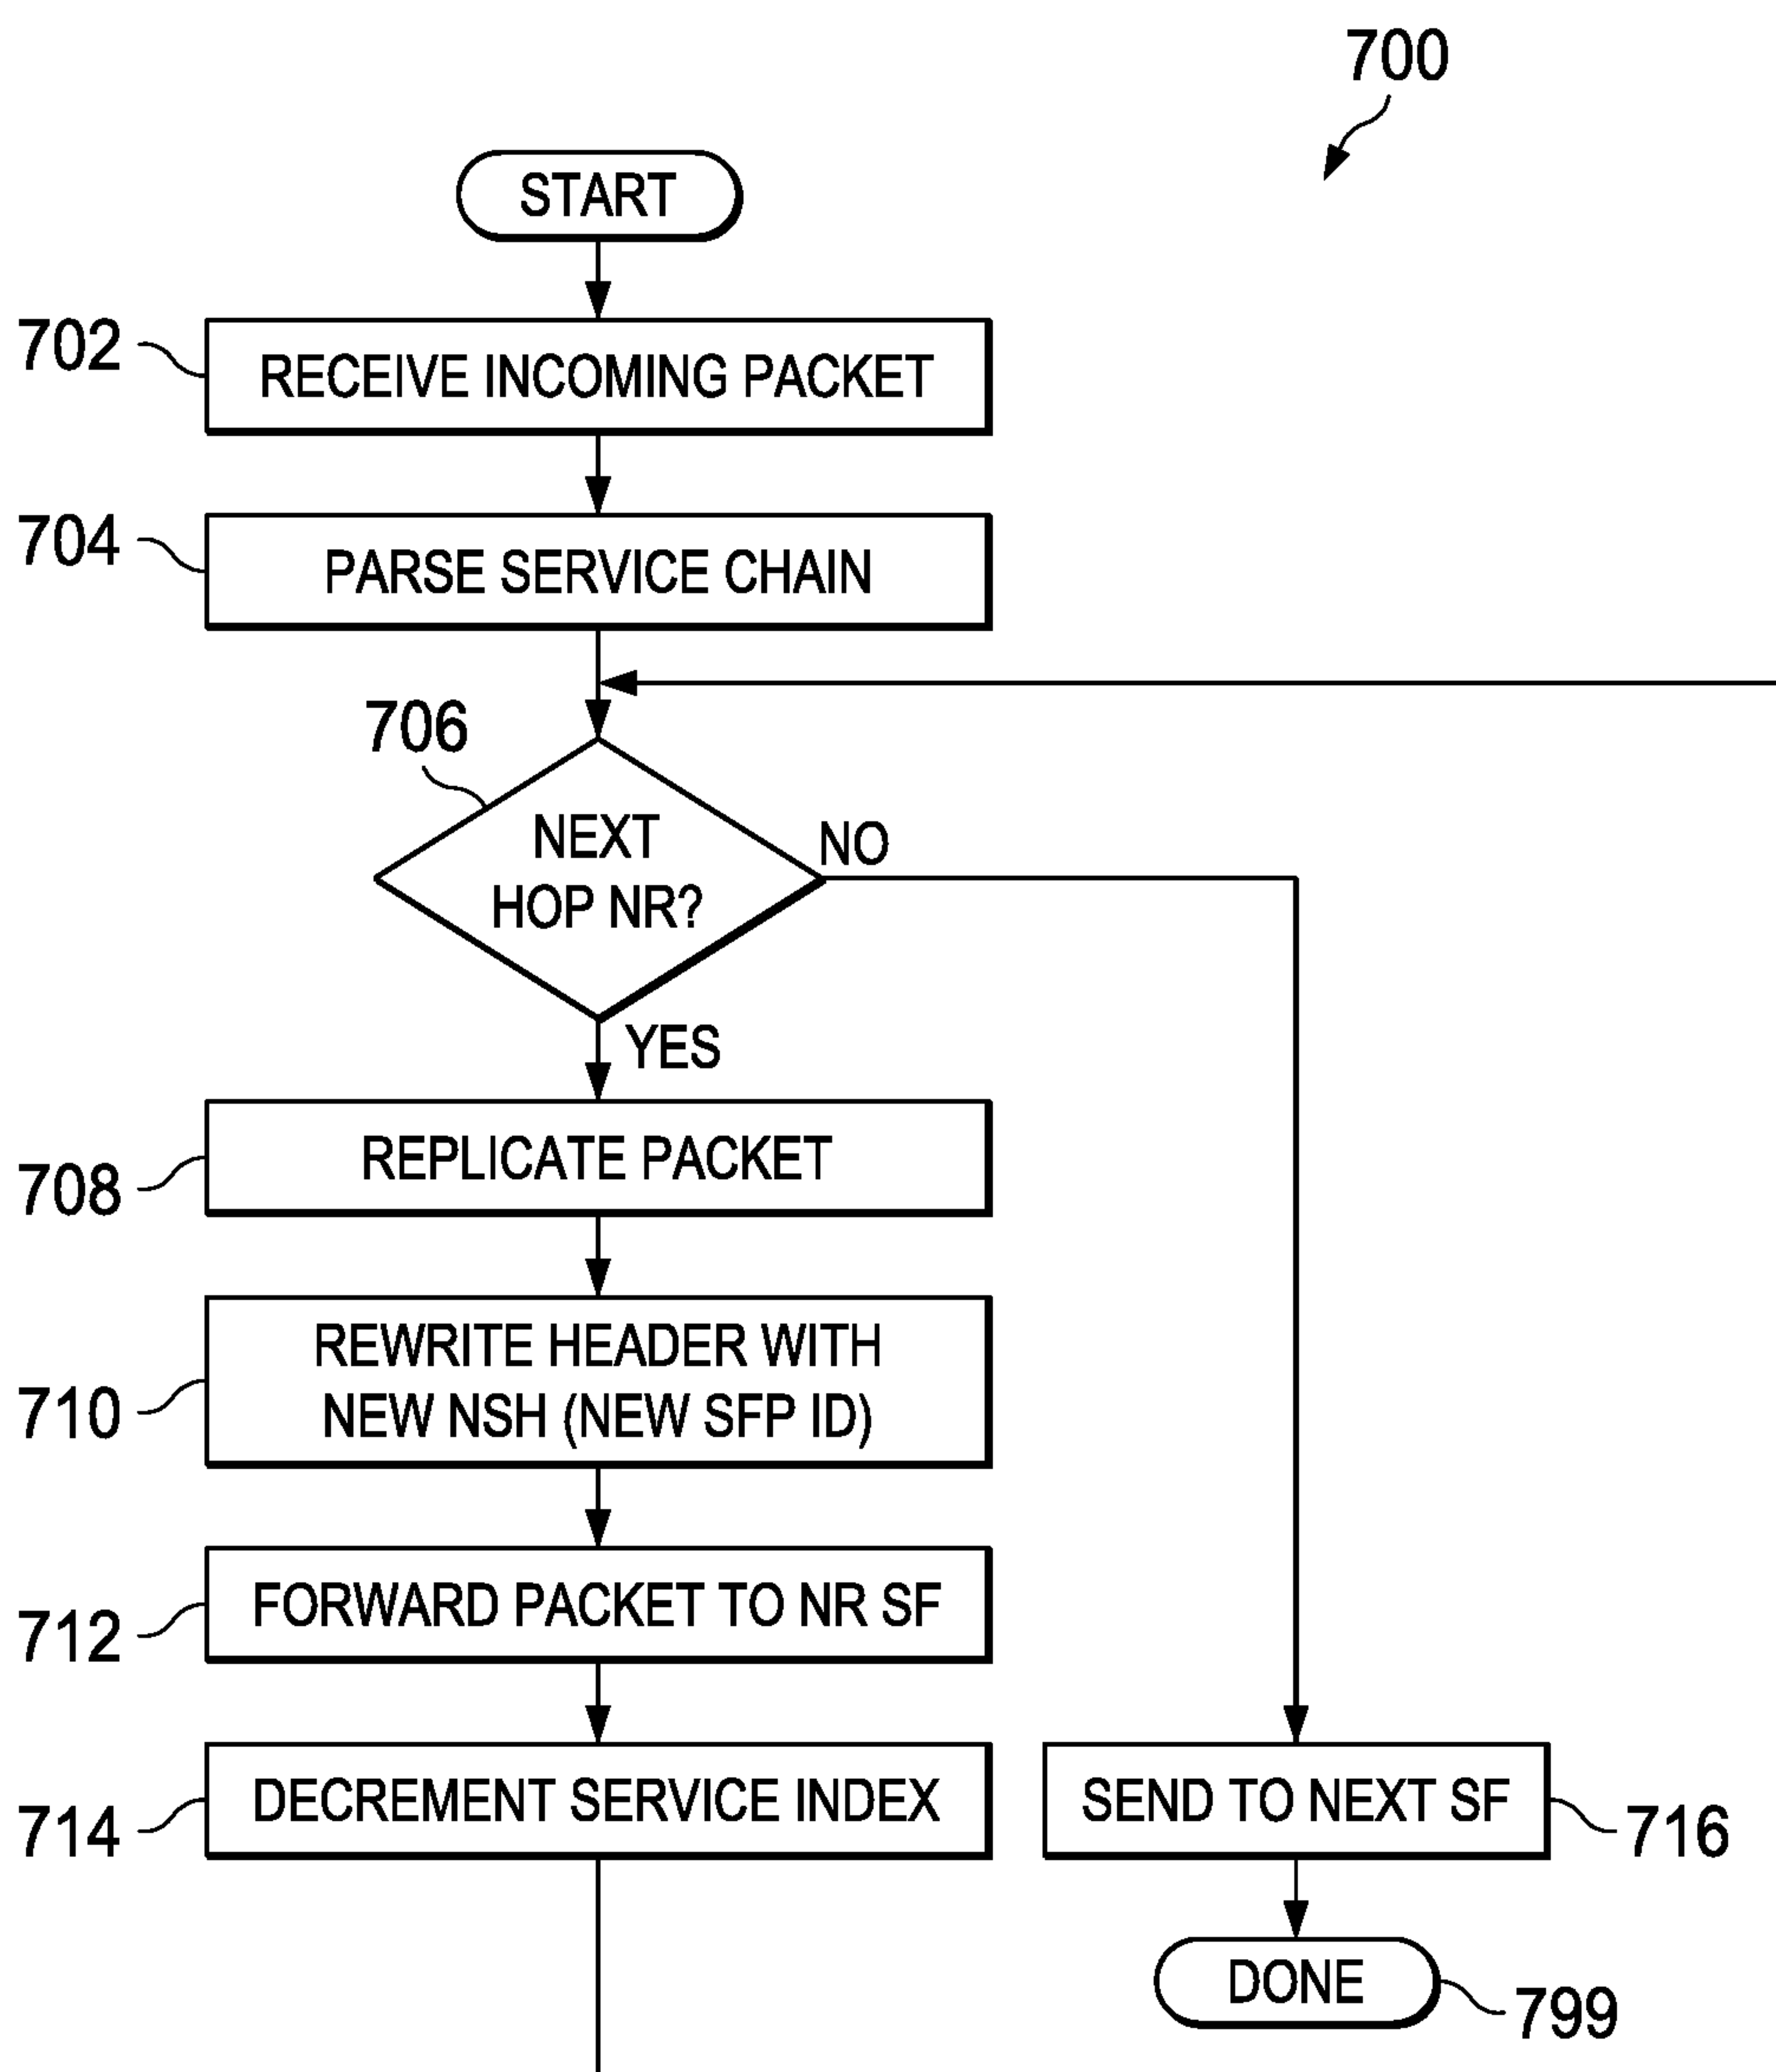 700
START
702
RECEIVE INCOMING PACKET
704
PARSE SERVICE CHAIN
706
NEXT
HOP NR?
NO
YES
708
REPLICATE PACKET
710
REWRITE HEADER WITH
NEW NSH (NEW SFP ID)
712
FORWARD PACKET TO NR SF
714
DECREMENT SERVICE INDEX
SEND TO NEXT SF
716
DONE
799